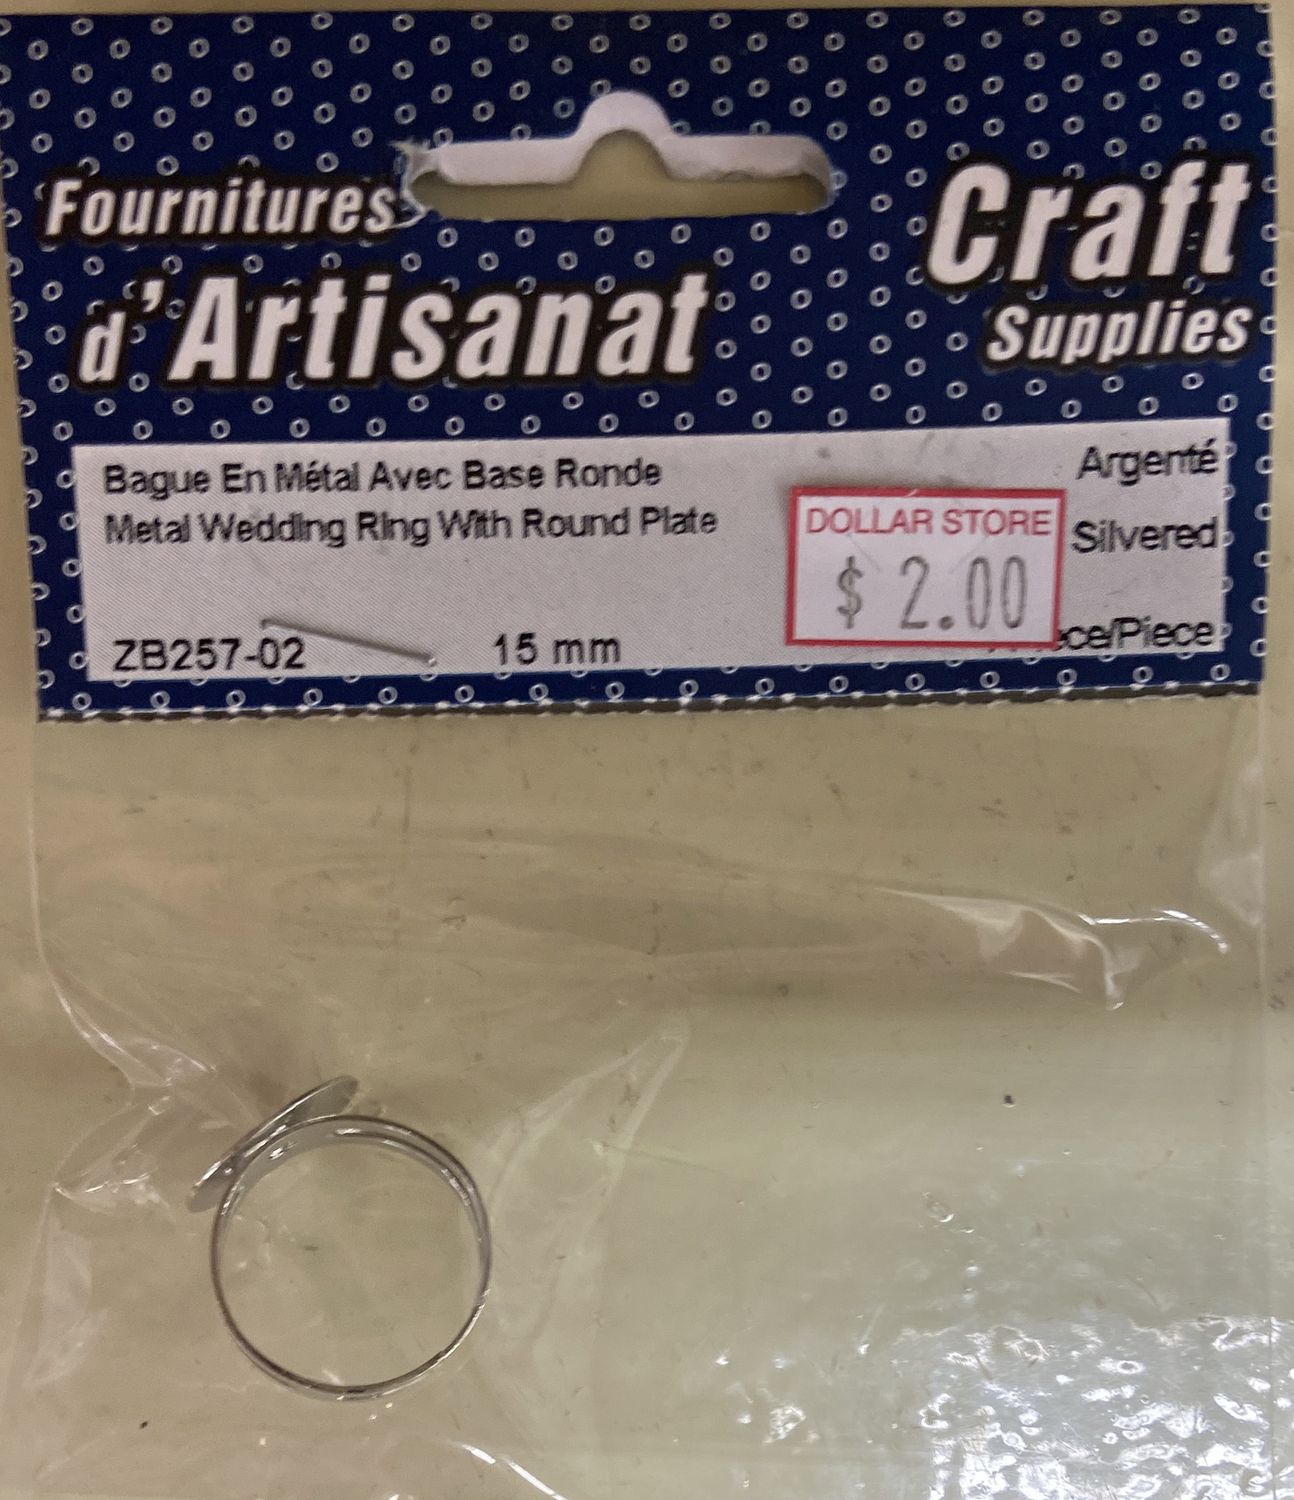 Fournitures
d'Artisanat
Craft
Supplies
Bague En Métal Avec Base Ronde
Metal Wedding Ring With Round Plate
Argenté
Silvered
DOLLAR STORE
$ 2.00
ZB257-02
15 mm
/Piece